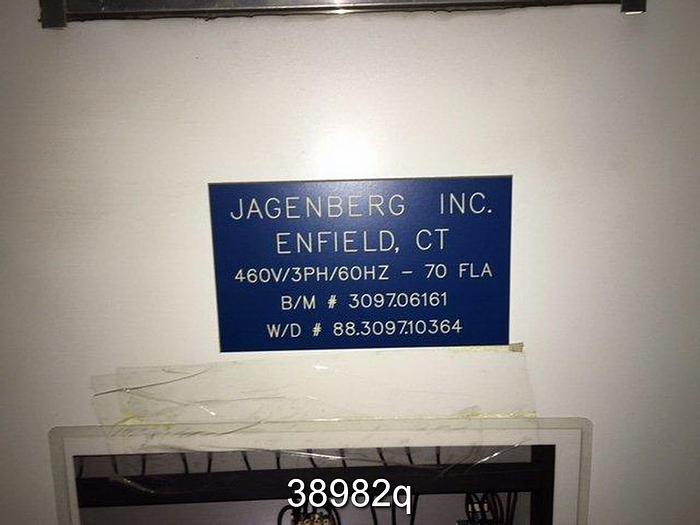 JAGENBERG INC.
ENFIELD, CT
460V/3PH/60HZ - 70 FLA
B/M # 3097.06161
W/D # 88.3097.10364
38982q